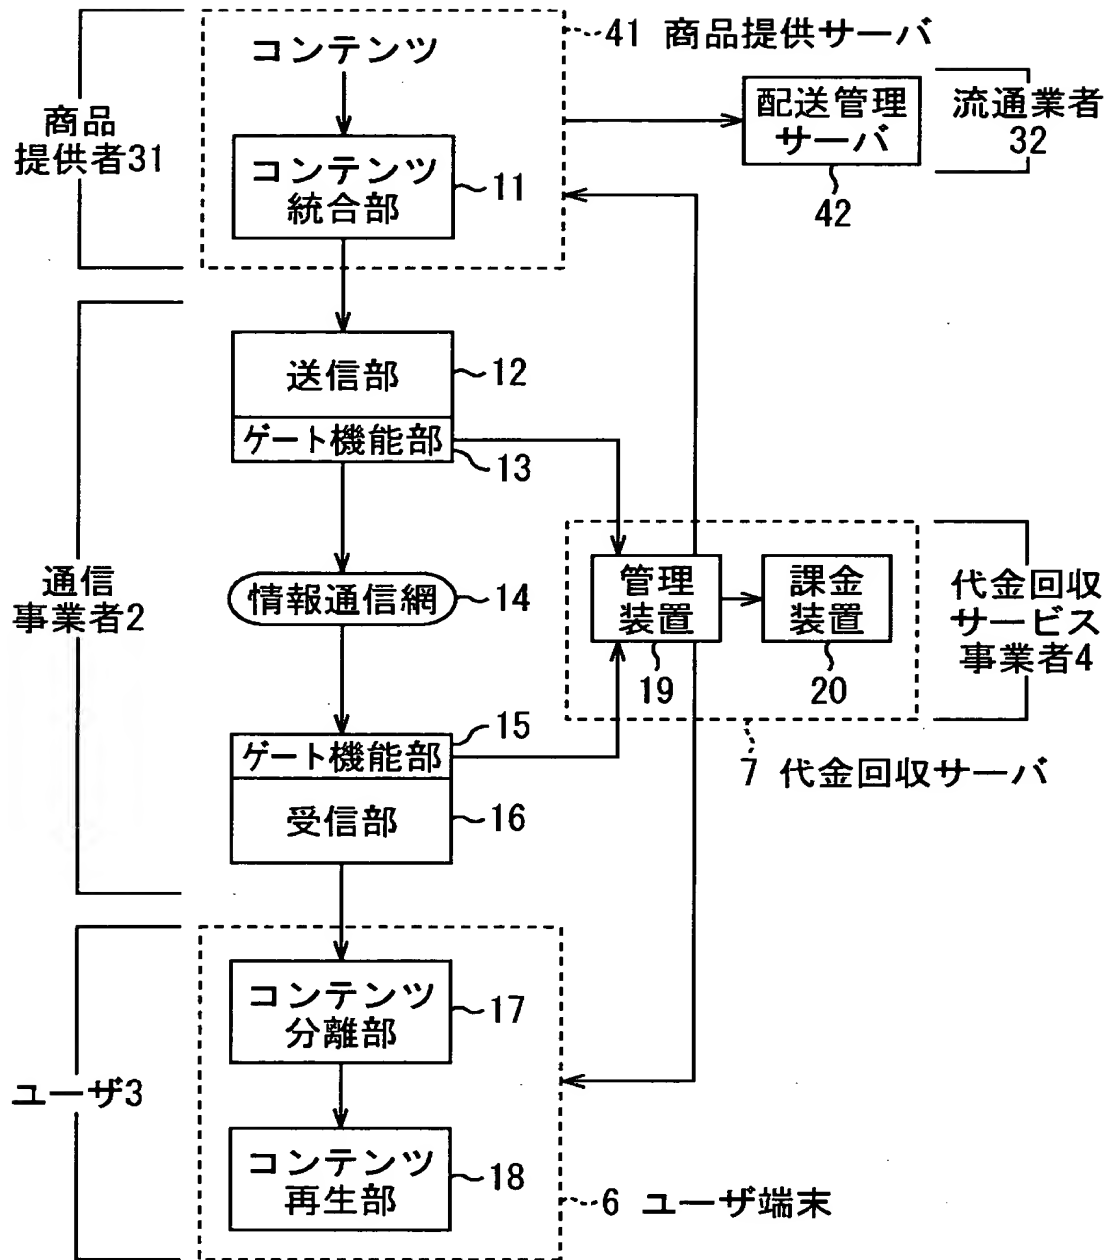 コンテンツ
41 商品提供サーバ
商品
提供者31
コンテンツ
統合部
11
配送管理
サーバ
42
流通業者
32
送信部
12
ゲート機能部
13
通信
事業者2
情報通信網
14
管理
装置
19
課金
装置
20
代金回収
サービス
事業者4
7 代金回収サーバ
15
ゲート機能部
受信部
16
ユーザ3
コンテンツ
分離部
17
コンテンツ
再生部
18
6 ユーザ端末